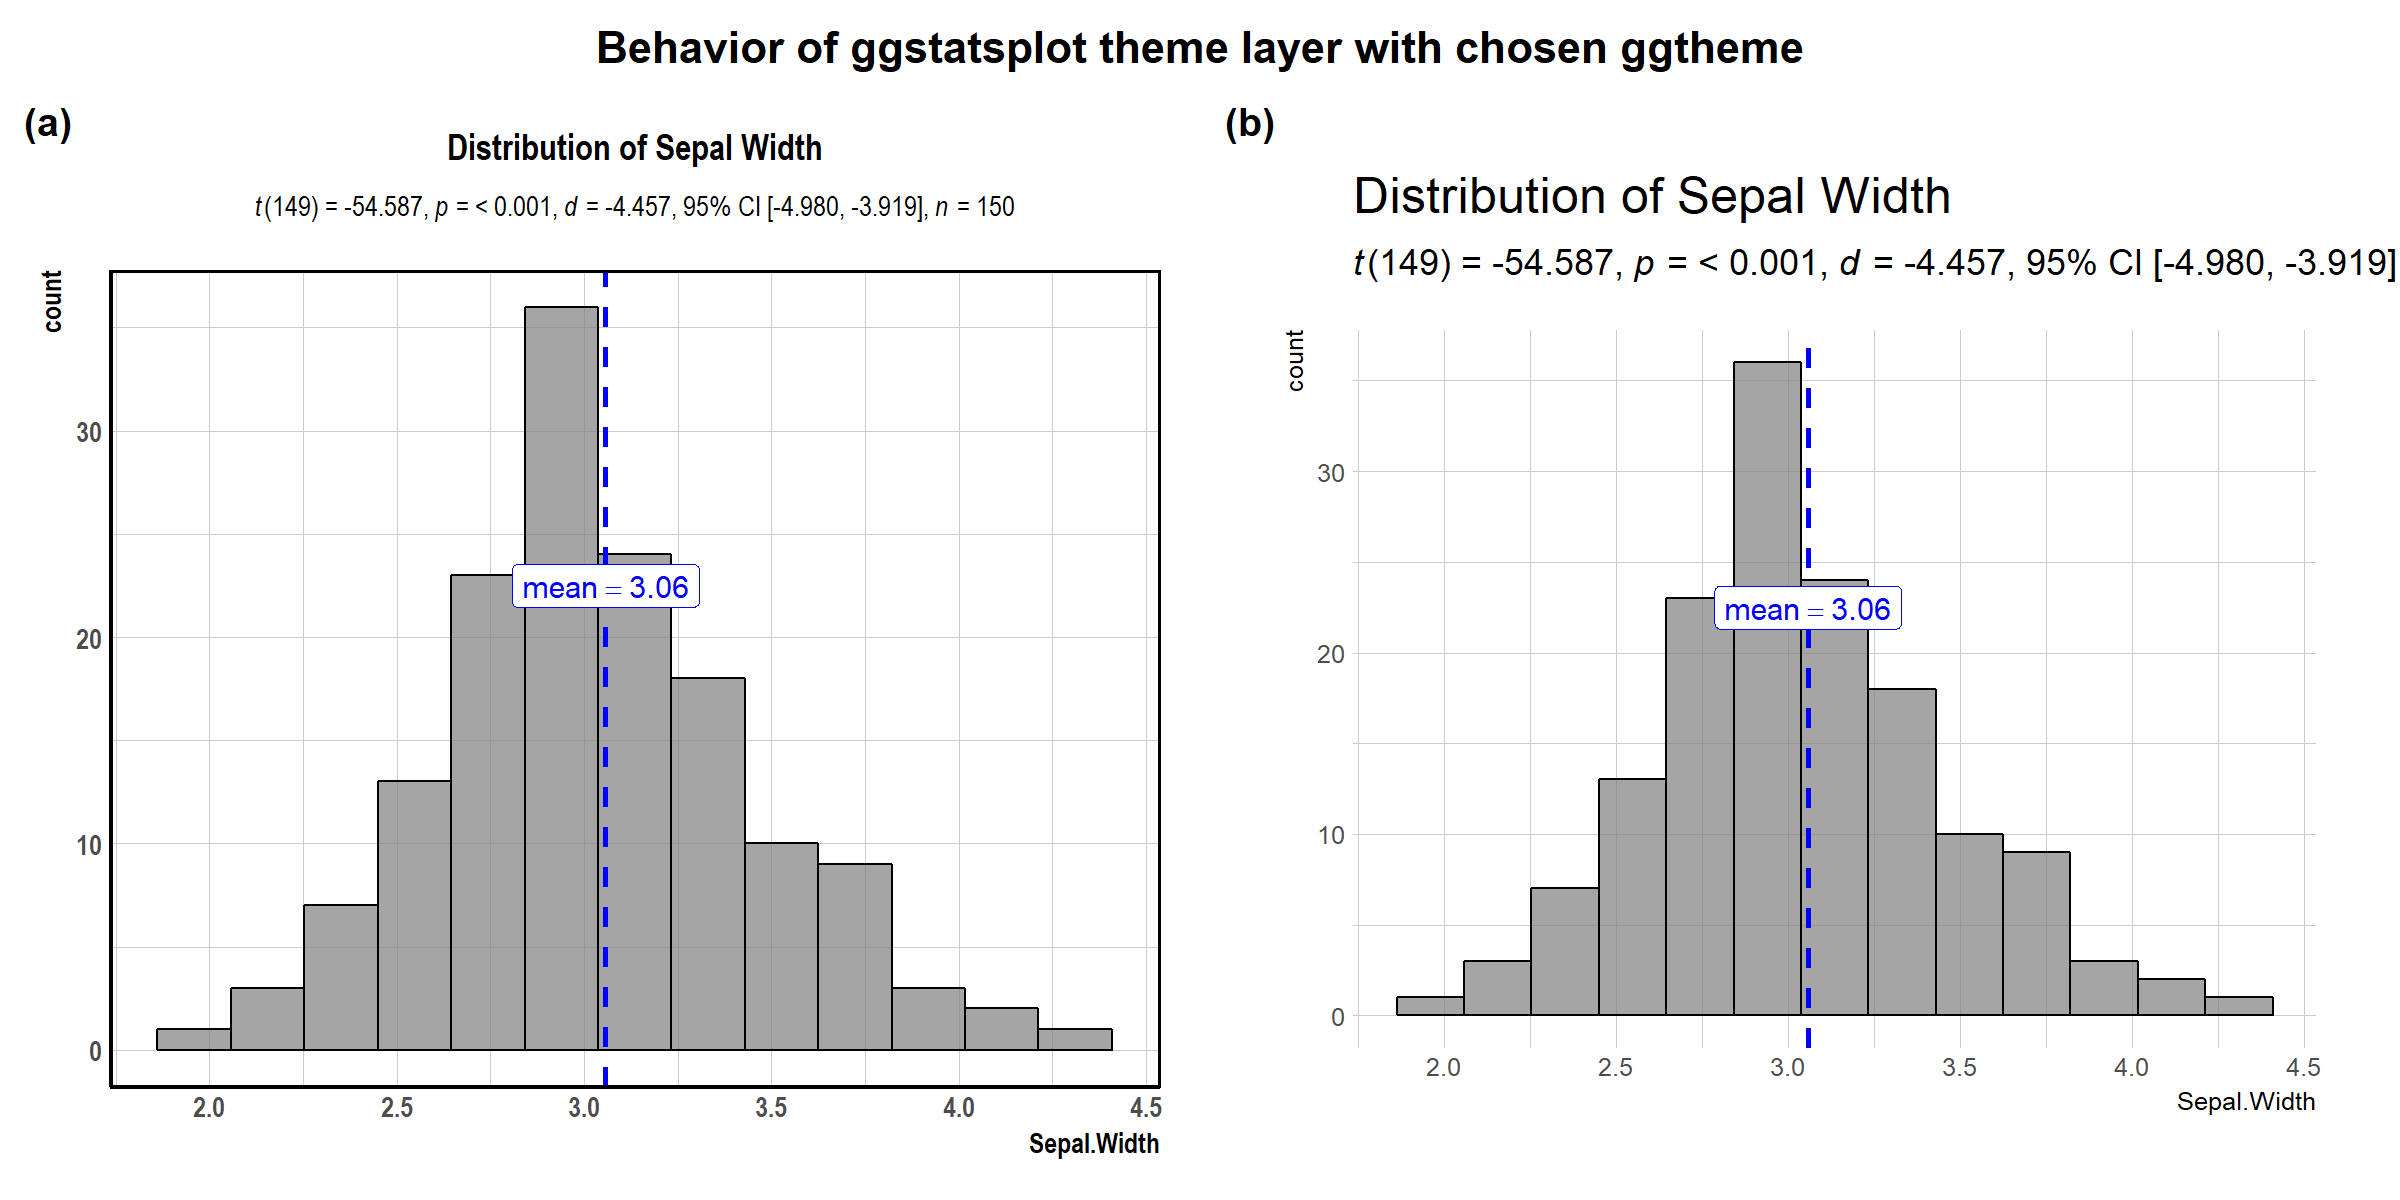 Behavior of ggstatsplot theme layer with chosen ggtheme
(a)
Distribution of Sepal Width
t(149) = -54.587, p = < 0.001, d = -4.457, 95% CI [-4.980, -3.919], n = 150
count
30
20
10
0
mean = 3.06
2.0 2.5 3.0 3.5 4.0 4.5
Sepal.Width
(b)
Distribution of Sepal Width
t(149) = -54.587, p = < 0.001, d = -4.457, 95% CI [-4.980, -3.919]
count
30
20
10
0
mean = 3.06
2.0 2.5 3.0 3.5 4.0 4.5
Sepal.Width